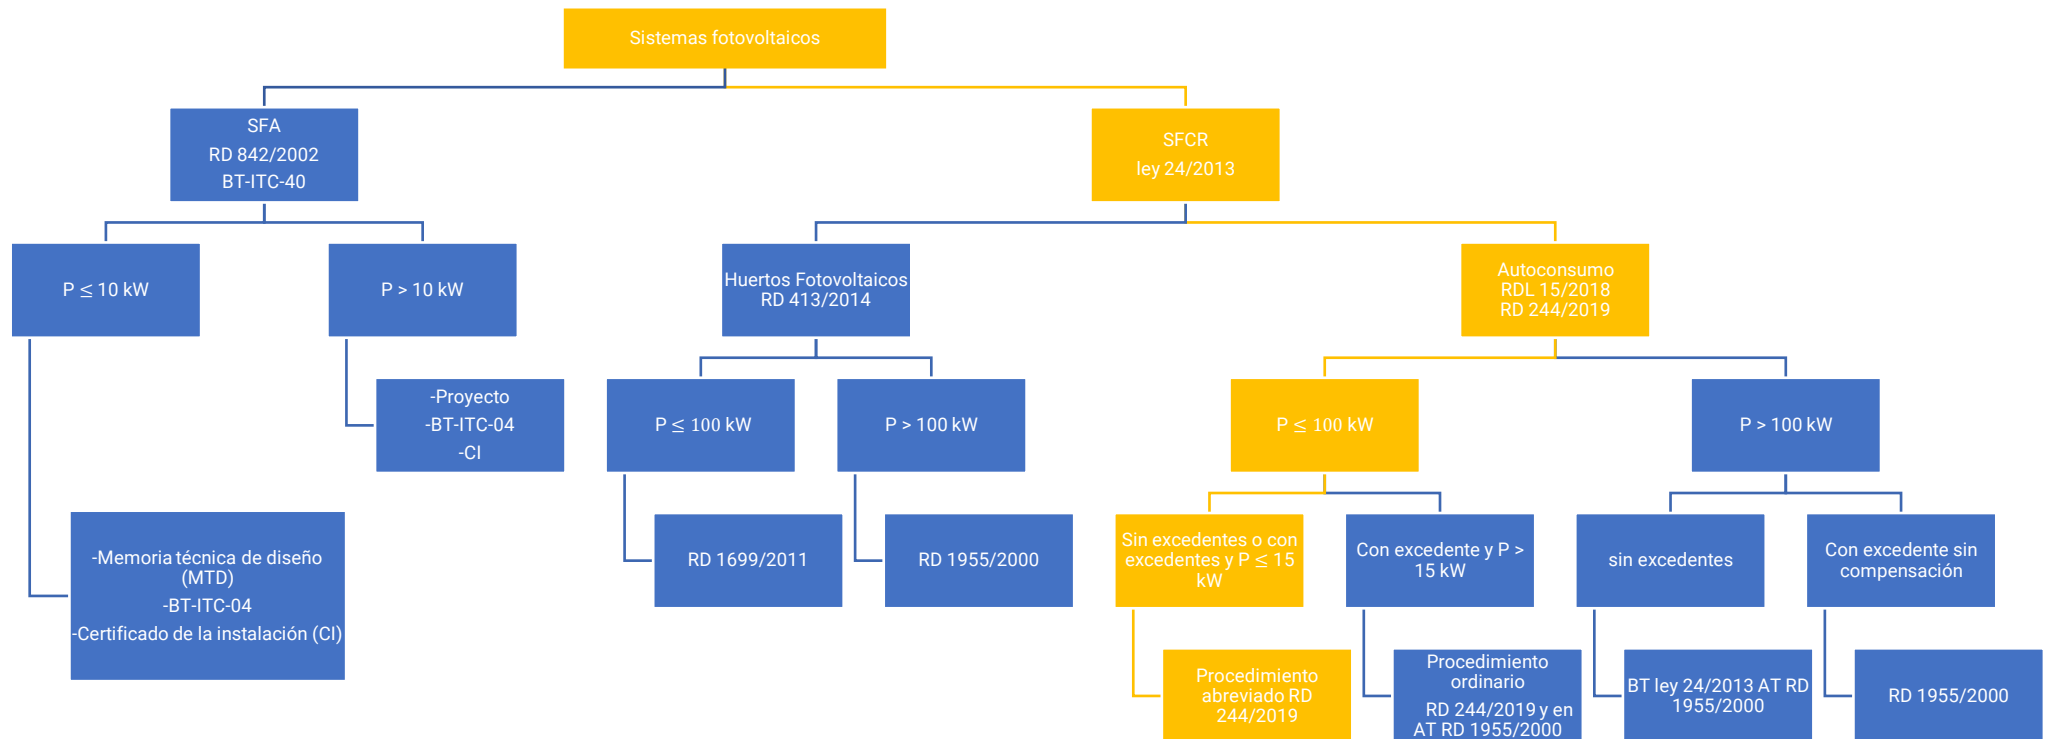 Sistemas fotovoltaicos
SFA
RD 842/2002
BT-ITC-40
SFCR
ley 24/2013
P ≤ 10 kW
P > 10 kW
Huertos Fotovoltaicos
RD 413/2014
Autoconsumo
RDL 15/2018
RD 244/2019
-Proyecto
-BT-ITC-04
-CI
P ≤ 100 kW
P > 100 kW
P ≤ 100 kW
P > 100 kW
-Memoria técnica de diseño
(MTD)
-BT-ITC-04
-Certificado de la instalación (CI)
RD 1699/2011
RD 1955/2000
Sin excedentes o con
excedentes y P ≤ 15
kW
Con excedente y P >
15 kW
sin excedentes
Con excedente sin
compensación
Procedimiento
abreviado RD
244/2019
Procedimiento
ordinario
RD 244/2019 y en
AT RD 1955/2000
BT ley 24/2013 AT RD
1955/2000
RD 1955/2000